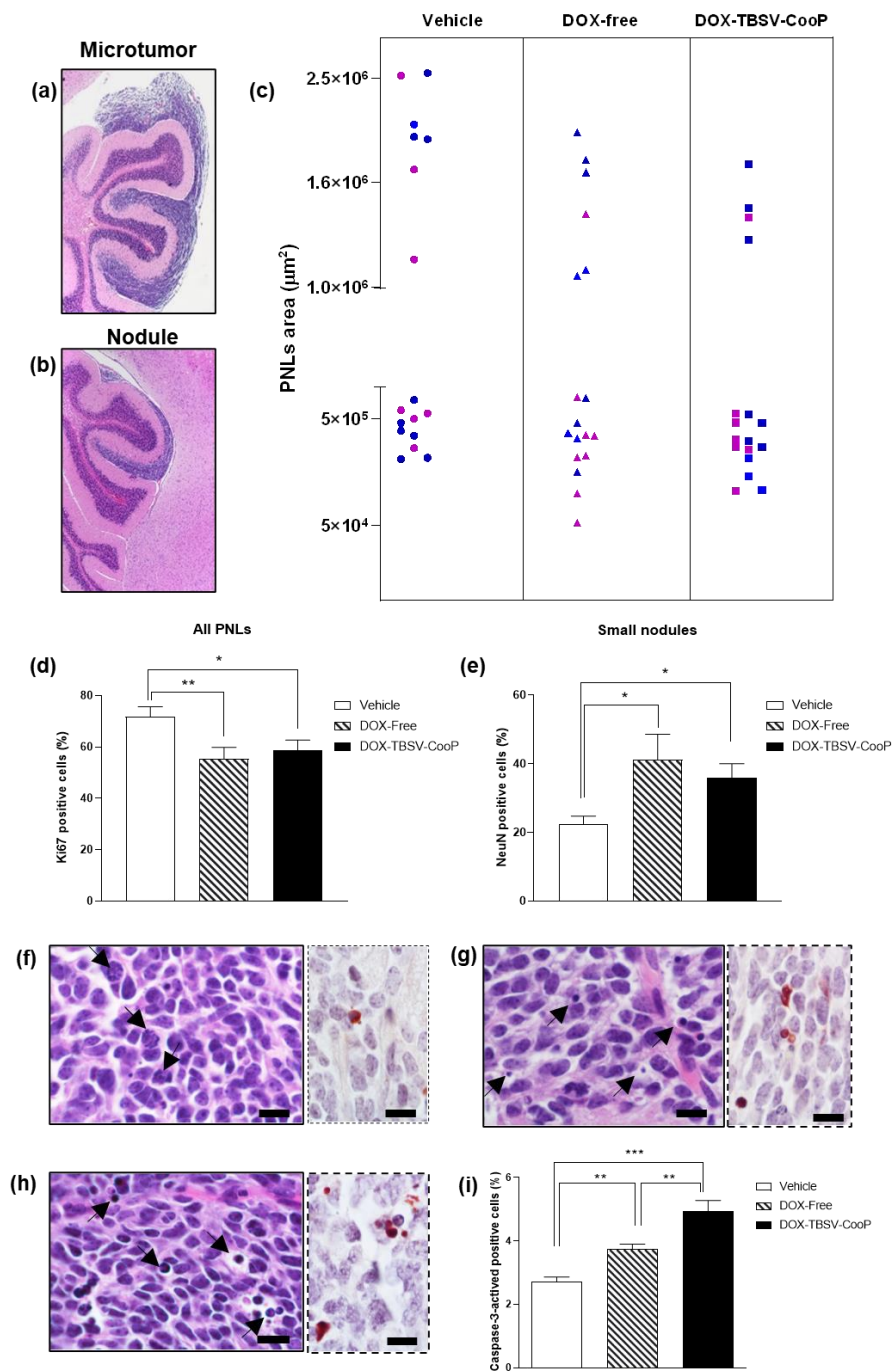 Vehicle DOX-free DOX-TBSV-CooP
Microtumor
(a)
(c)
2.5×10⁶
1.6×10⁶
1.0×10⁶
PNLs area (µm²)
5×10⁵
5×10⁴
Nodule
(b)
All PNLs
Small nodules
(d)
*
**
80
60
40
20
0
Ki67 positive cells (%)
Vehicle
DOX-Free
DOX-TBSV-CooP
(e)
*
*
60
40
20
0
NeuN positive cells (%)
Vehicle
DOX-Free
DOX-TBSV-CooP
(f)
(g)
(h)
(i)
***
**
**
6
4
2
0
Caspase-3-actived positive cells (%)
Vehicle
DOX-Free
DOX-TBSV-CooP